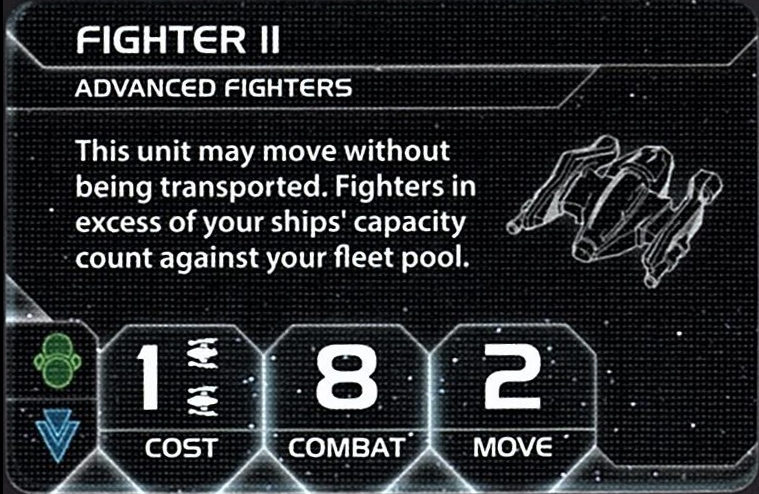 FIGHTER II
ADVANCED FIGHTERS
This unit may move without
being transported. Fighters in
excess of your ships' capacity
count against your fleet pool.
1 8 2
COST COMBAT MOVE